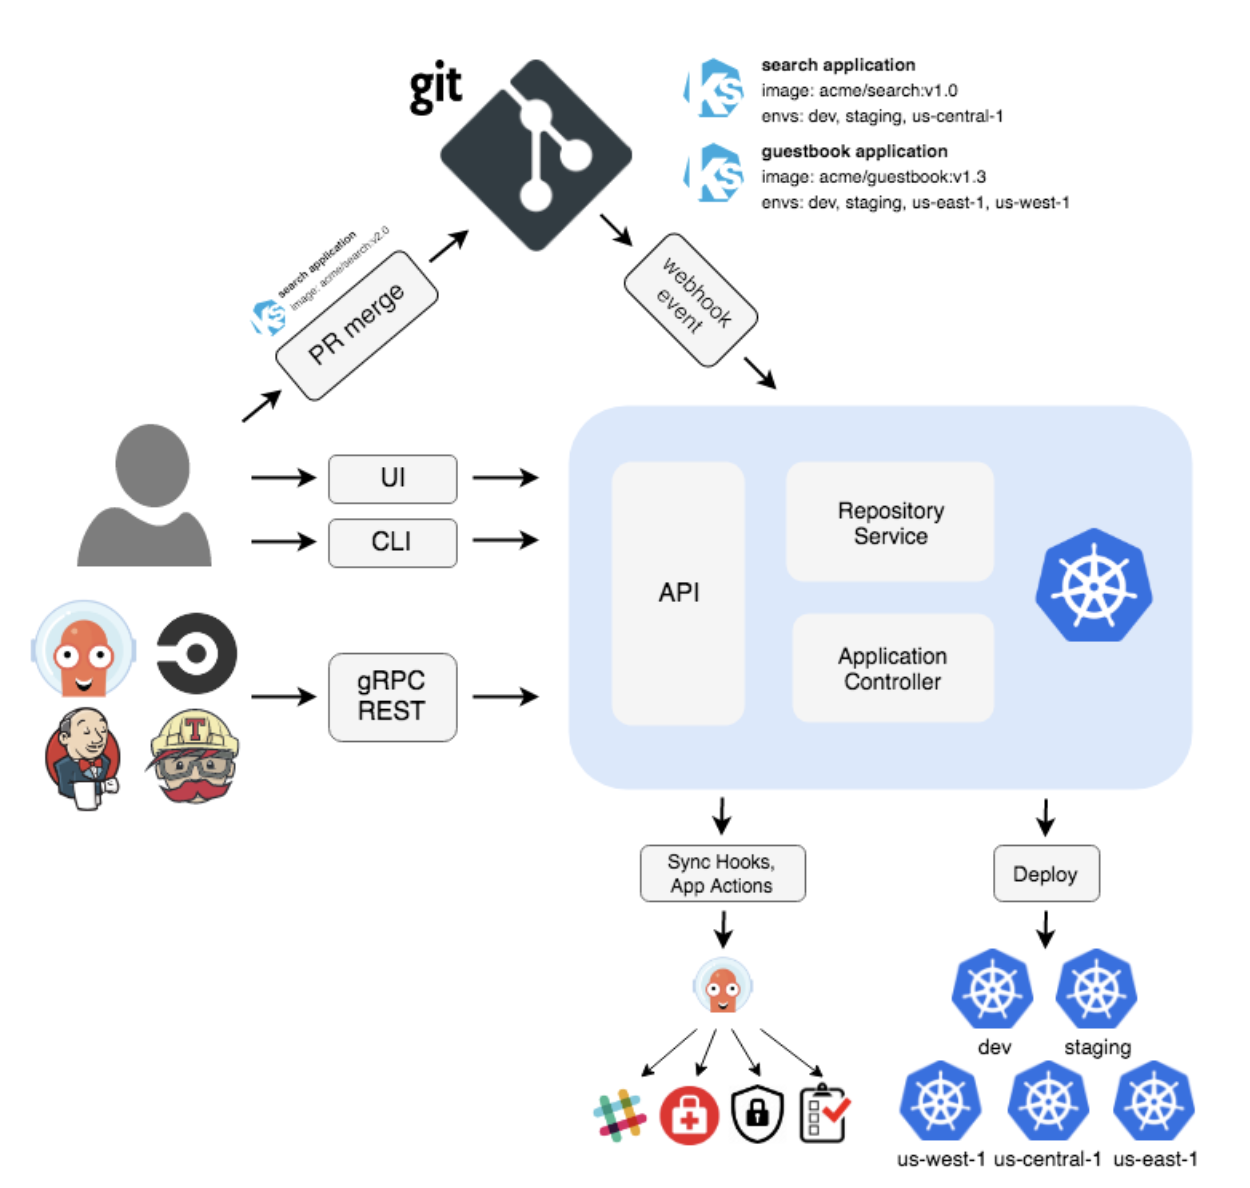 git
search application
image: acme/search:v1.0
envs: dev, staging, us-central-1
guestbook application
image: acme/guestbook:v1.3
envs: dev, staging, us-east-1, us-west-1
Ks
Ks
search application
image: acme/search:v2.0
Ks
PR merge
webhook
event
UI
CLI
gRPC
REST
T
API
Repository
Service
Application
Controller
Sync Hooks,
App Actions
Deploy
dev
staging
us-west-1
us-central-1
us-east-1